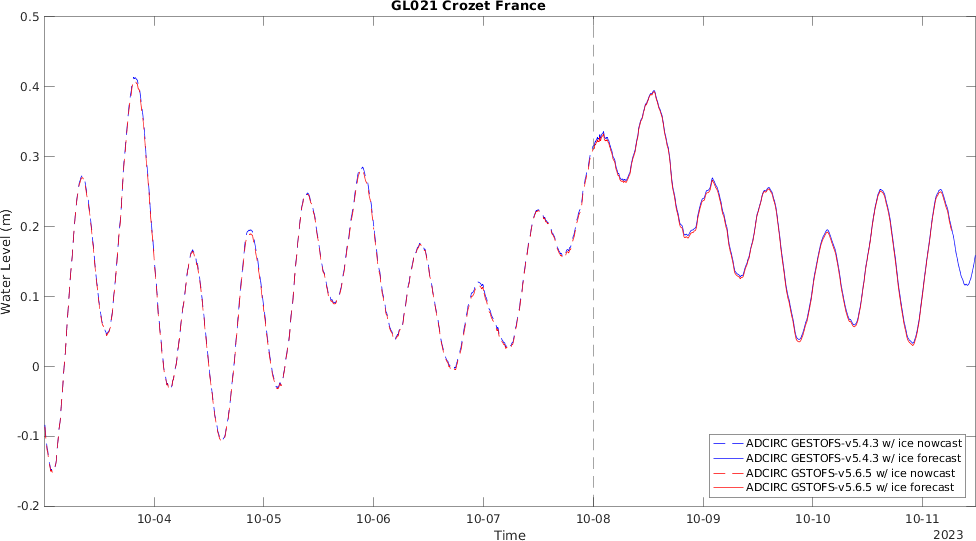 GL021 Crozet France
0.5
0.4
0.3
0.2
0.1
0
-0.1
-0.2
Water Level (m)
10-04
10-05
10-06
10-07
10-08
10-09
10-10
10-11
Time
2023
ADCIRC GESTOFS-v5.4.3 w/ ice nowcast
ADCIRC GESTOFS-v5.4.3 w/ ice forecast
ADCIRC GSTOFS-v5.6.5 w/ ice nowcast
ADCIRC GSTOFS-v5.6.5 w/ ice forecast